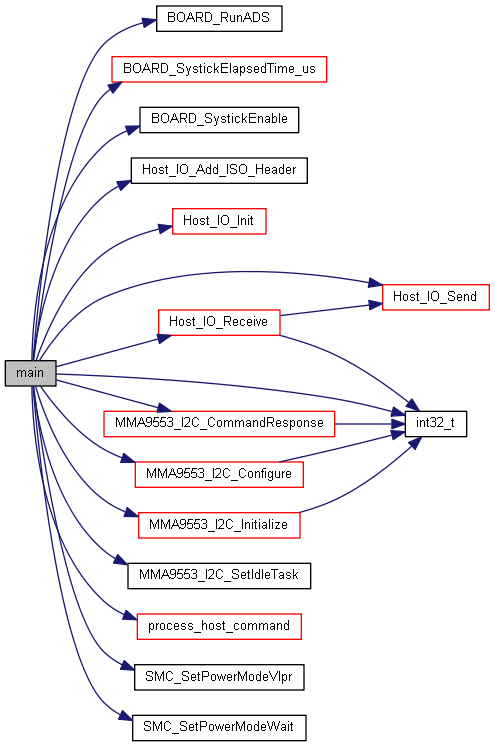 BOARD_RunADS
BOARD_SystickElapsedTime_us
BOARD_SystickEnable
Host_IO_Add_ISO_Header
Host_IO_Init
Host_IO_Send
Host_IO_Receive
main
int32_t
MMA9553_I2C_CommandResponse
MMA9553_I2C_Configure
MMA9553_I2C_Initialize
MMA9553_I2C_SetIdleTask
process_host_command
SMC_SetPowerModeVlpr
SMC_SetPowerModeWait